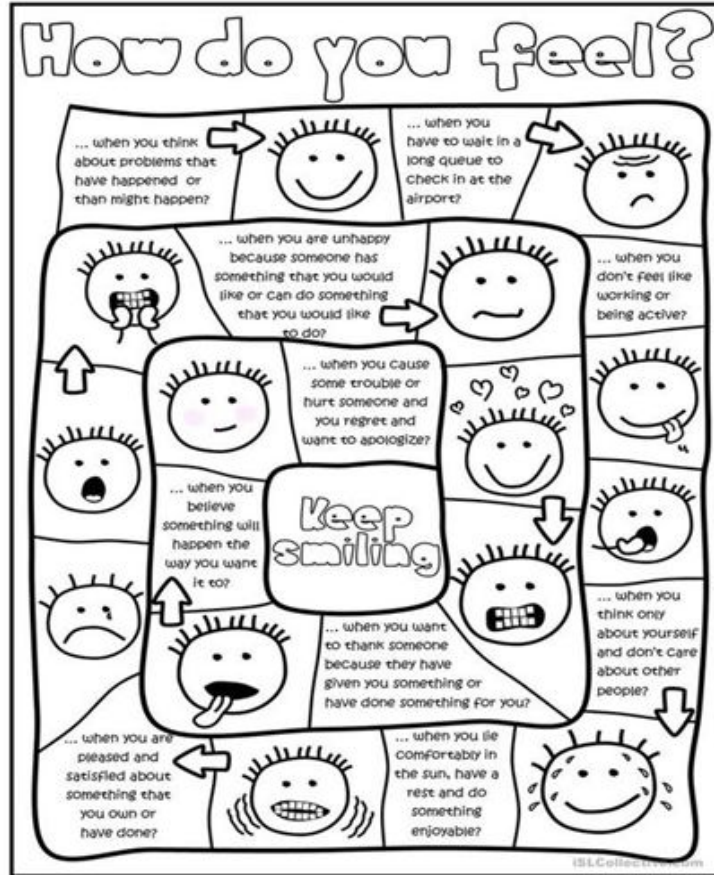 How do you feel?
... when you think
about problems that
have happened or
than might happen?
... when you
have to wait in a
long queue to
check in at the
airport?
... when you
don't feel like
working or
being active?
... when you
think only
about yourself
and don't care
about other
people?
... when you lie
comfortably in
the sun, have a
rest and do
something
enjoyable?
... when you are
pleased and
satisfied about
something that
you own or
have done?
... when you are unhappy
because someone has
something that you would
like or can do something
that you would like
to do?
... when you want
to thank someone
because they have
given you something or
have done something for you?
... when you
believe
something will
happen the
way you want
it to?
... when you cause
some trouble or
hurt someone and
you regret and
want to apologize?
Keep
smiling
iSLCollective.com